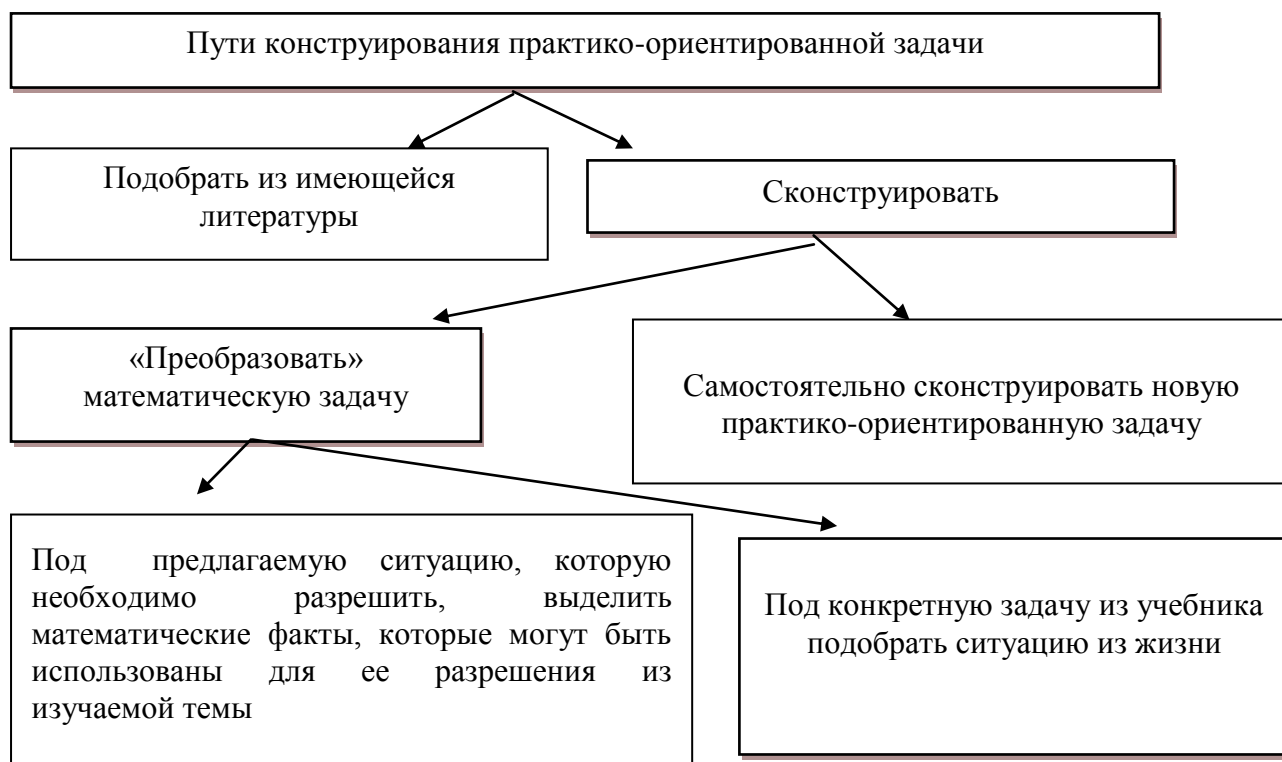 Пути конструирования практико-ориентированной задачи
Подобрать из имеющейся
литературы
Сконструировать
«Преобразовать»
математическую задачу
Самостоятельно сконструировать новую
практико-ориентированную задачу
Под предлагаемую ситуацию, которую
необходимо разрешить, выделить
математические факты, которые могут быть
использованы для ее разрешения из
изучаемой темы
Под конкретную задачу из учебника
подобрать ситуацию из жизни